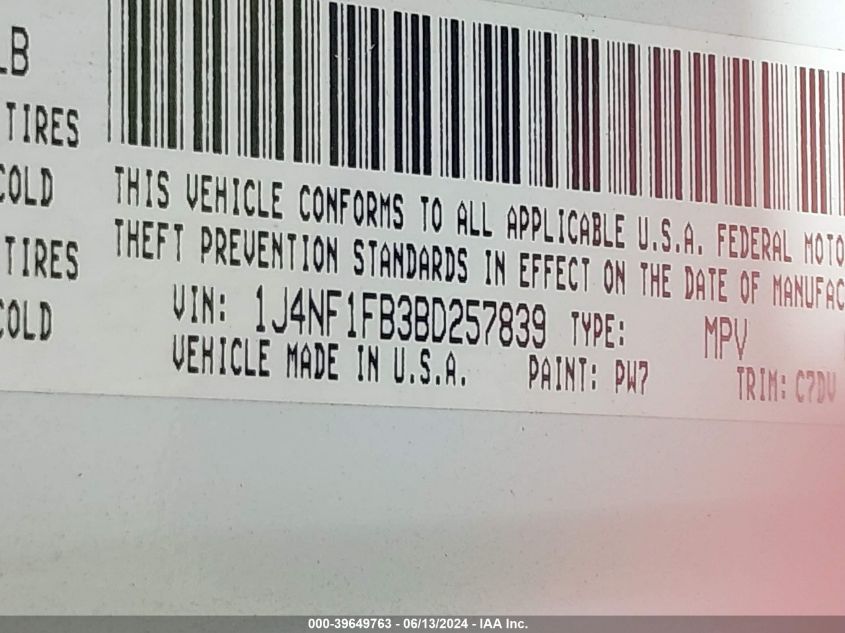 LB
TIRES
COLD
TIRES
COLD
THIS VEHICLE CONFORMS TO ALL APPLICABLE U.S.A. FEDERAL MOTO
THEFT PREVENTION STANDARDS IN EFFECT ON THE DATE OF MANUFAC
VIN: 1J4NF1FB3BD257839 TYPE: MPV
VEHICLE MADE IN U.S.A. PAINT: PW7 TRIM: C7DV
000-39649763 - 06/13/2024 - IAA Inc.